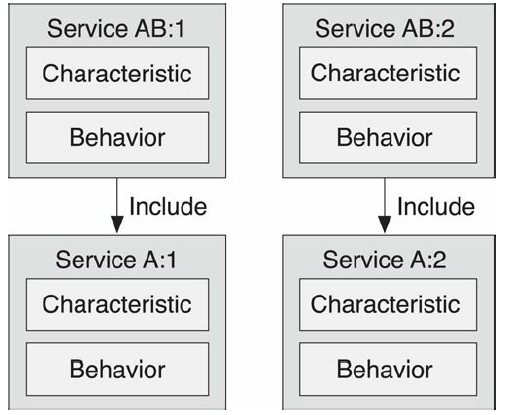 Service AB:1
Characteristic
Behavior
Service AB:2
Characteristic
Behavior
Include
Include
Service A:1
Characteristic
Behavior
Service A:2
Characteristic
Behavior